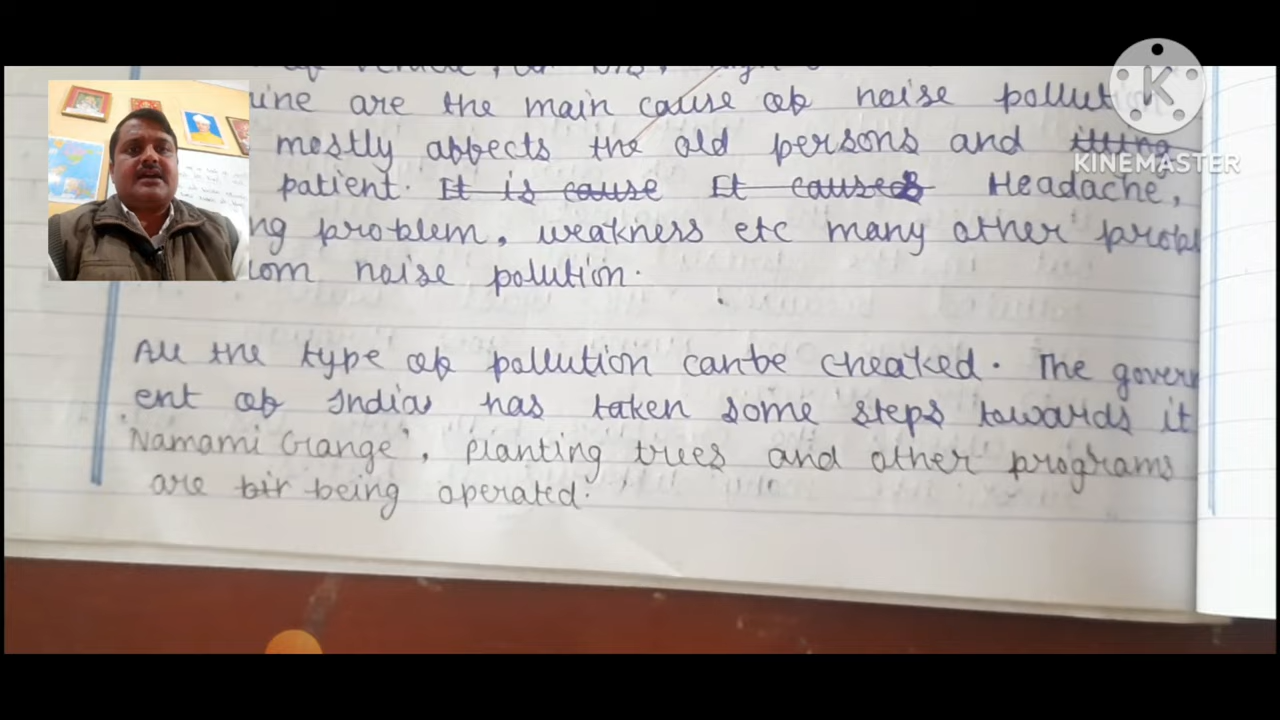 are the main cause of noise pollut
mostly affects the old persons and
patient. It is cause It causes Headache,
ng problem, weakness etc many other probl
om noise polution.
All the type of pollution canbe cheaked. The govern
ent of India has taken some steps towards it
'Namami Gange', planting trees and other programs
are bir being operated.
KINEMASTER